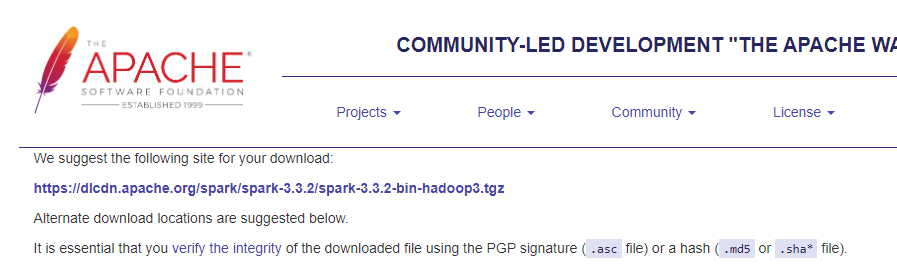 THE
APACHE®
SOFTWARE FOUNDATION
ESTABLISHED 1999
COMMUNITY-LED DEVELOPMENT "THE APACHE WA
Projects People Community License
We suggest the following site for your download:
https://dlcdn.apache.org/spark/spark-3.3.2/spark-3.3.2-bin-hadoop3.tgz
Alternate download locations are suggested below.
It is essential that you verify the integrity of the downloaded file using the PGP signature ( .asc file) or a hash ( .md5 or .sha* file).